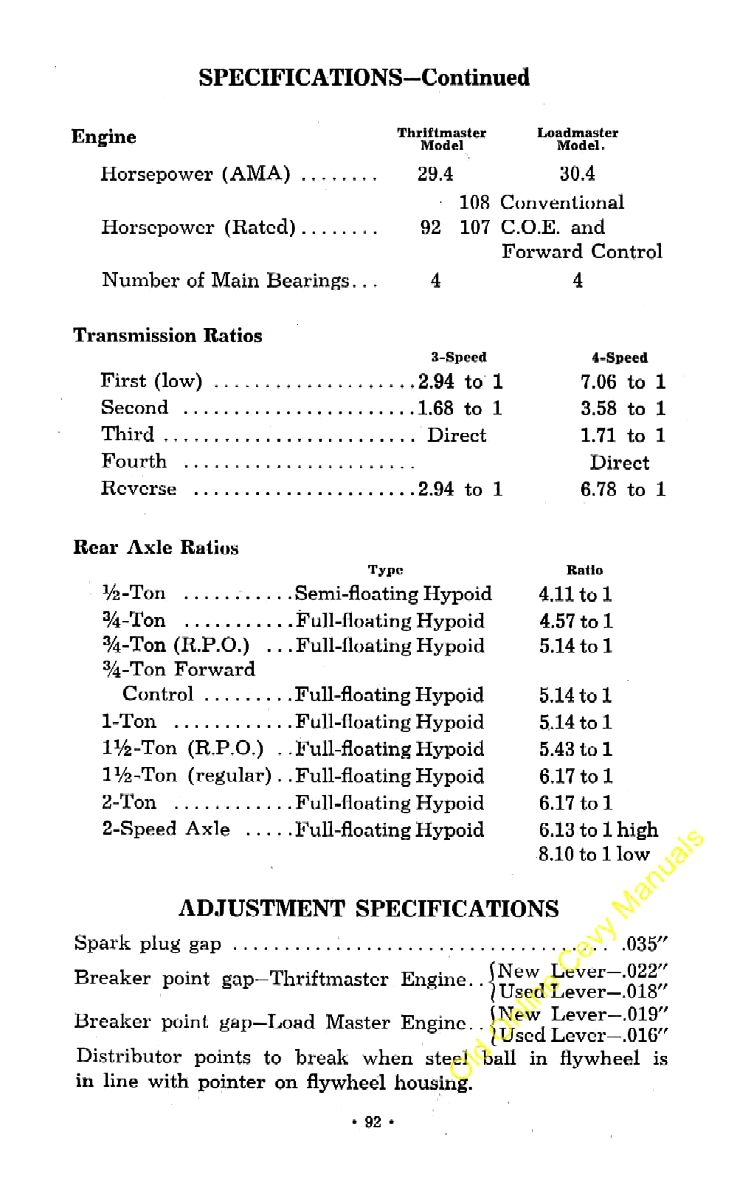 SPECIFICATIONS—Continued
Engine Thriftmaster Model Loadmaster Model.
Horsepower (AMA) ........ 29.4 30.4
108 Conventional
Horsepower (Rated) ........ 92 107 C.O.E. and
Forward Control
Number of Main Bearings... 4 4
Transmission Ratios
3-Speed 4-Speed
First (low) ....................2.94 to 1 7.06 to 1
Second .......................1.68 to 1 3.58 to 1
Third ......................... Direct 1.71 to 1
Fourth ....................... Direct
Reverse ......................2.94 to 1 6.78 to 1
Rear Axle Ratios
Type Ratio
½-Ton ...........Semi-floating Hypoid 4.11 to 1
¾-Ton ...........Full-floating Hypoid 4.57 to 1
¾-Ton (R.P.O.) ...Full-floating Hypoid 5.14 to 1
¾-Ton Forward
Control .........Full-floating Hypoid 5.14 to 1
1-Ton ............Full-floating Hypoid 5.14 to 1
1½-Ton (R.P.O.) ..Full-floating Hypoid 5.43 to 1
1½-Ton (regular)..Full-floating Hypoid 6.17 to 1
2-Ton ............Full-floating Hypoid 6.17 to 1
2-Speed Axle .....Full-floating Hypoid 6.13 to 1 high
8.10 to 1 low
ADJUSTMENT SPECIFICATIONS
Spark plug gap ..................................... .035″
Breaker point gap—Thriftmaster Engine.. {New Lever—.022″
Used Lever—.018″
Breaker point gap—Load Master Engine.. {New Lever—.019″
Used Lever—.016″
Distributor points to break when steel ball in flywheel is
in line with pointer on flywheel housing.
• 92 •
Old Online Cevy Manuals